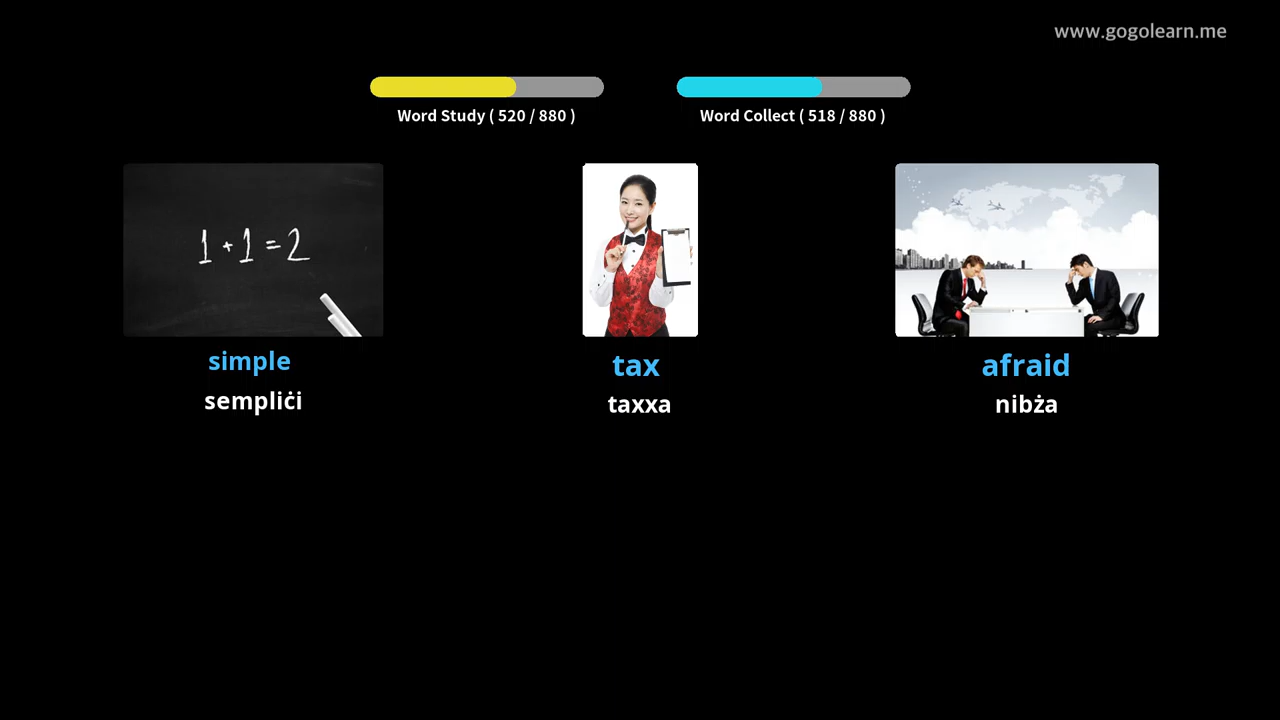 www.gogolearn.me
Word Study ( 520 / 880 )
Word Collect ( 518 / 880 )
1 + 1 = 2
simple
sempliċi
tax
taxxa
afraid
nibża